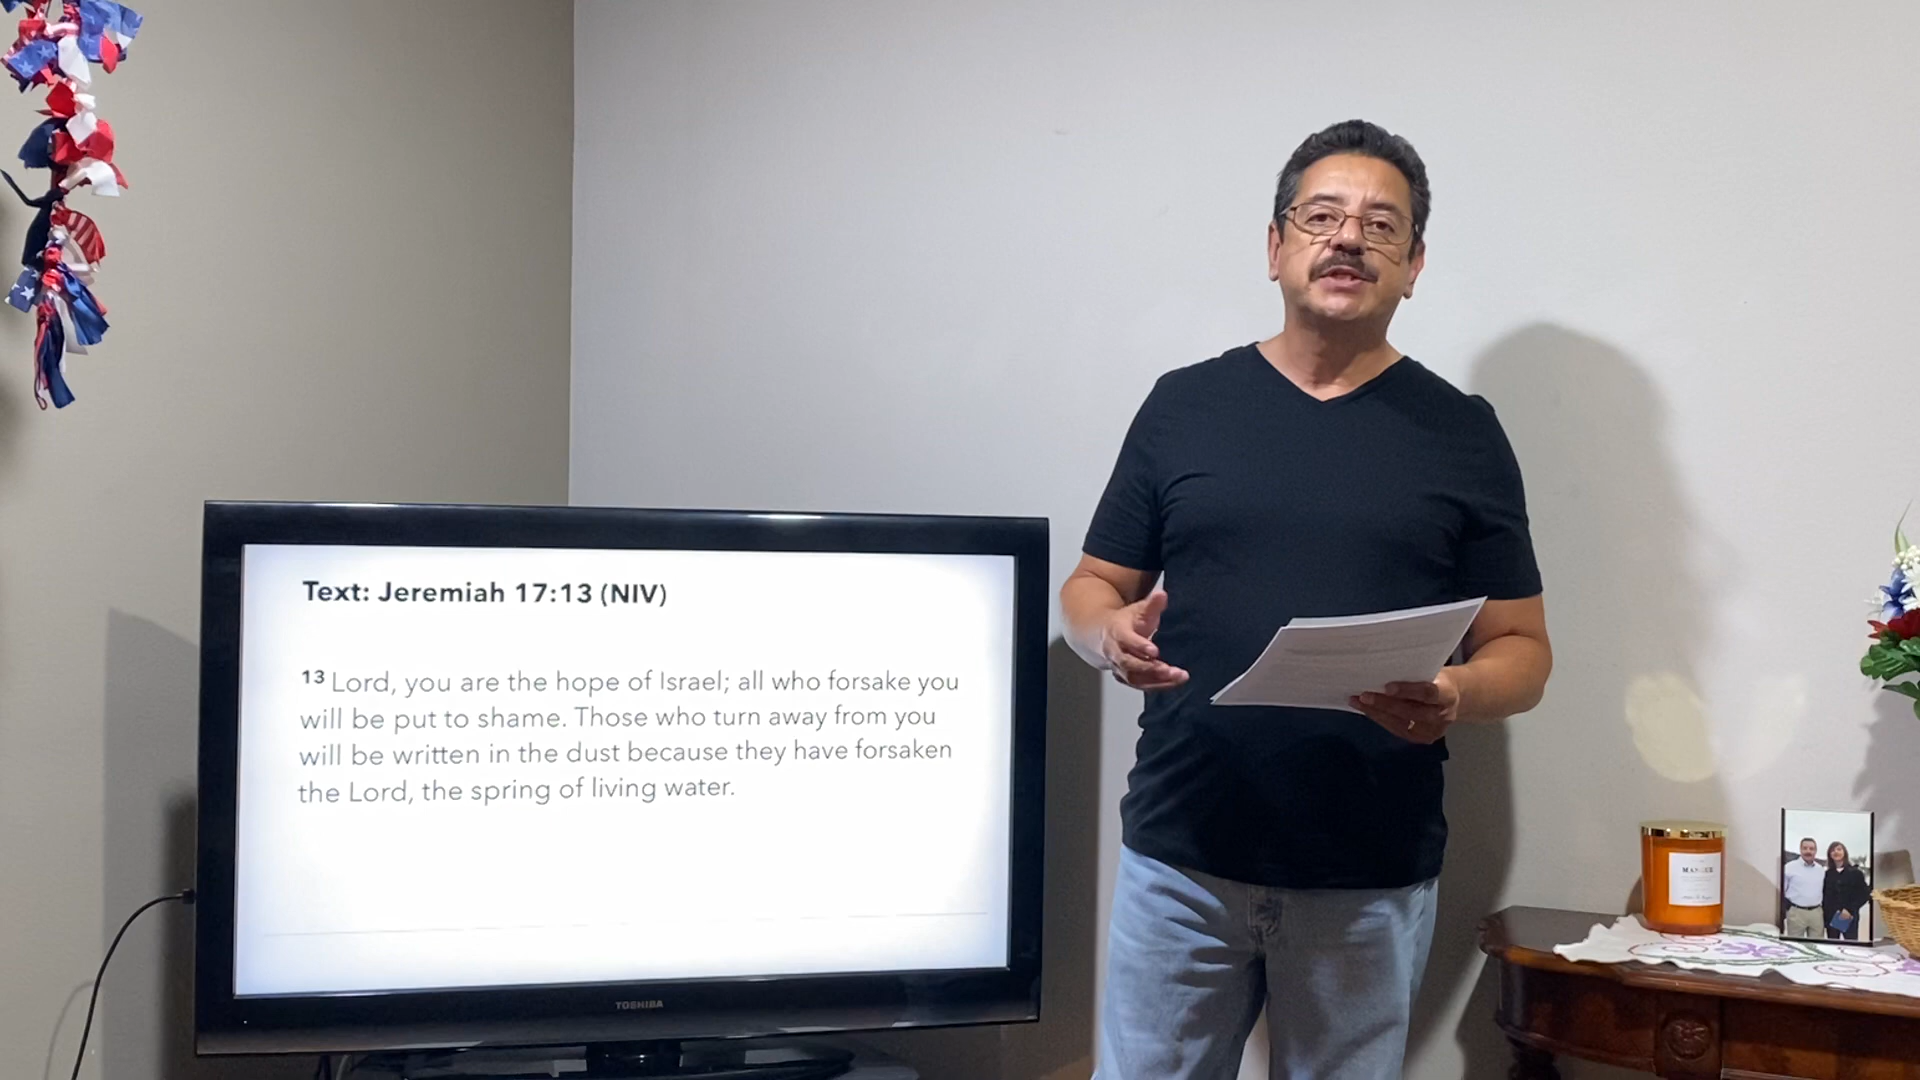 Text: Jeremiah 17:13 (NIV)
13 Lord, you are the hope of Israel; all who forsake you
will be put to shame. Those who turn away from you
will be written in the dust because they have forsaken
the Lord, the spring of living water.
TOSHIBA